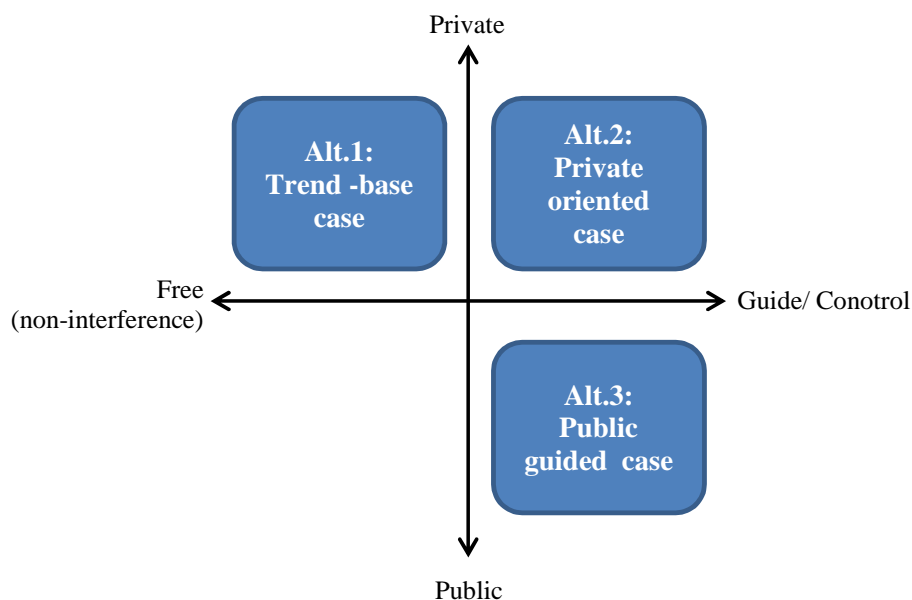 Private
Alt.1:
Trend -base
case
Alt.2:
Private
oriented
case
Free
(non-interference)
Guide/ Conotrol
Alt.3:
Public
guided case
Public